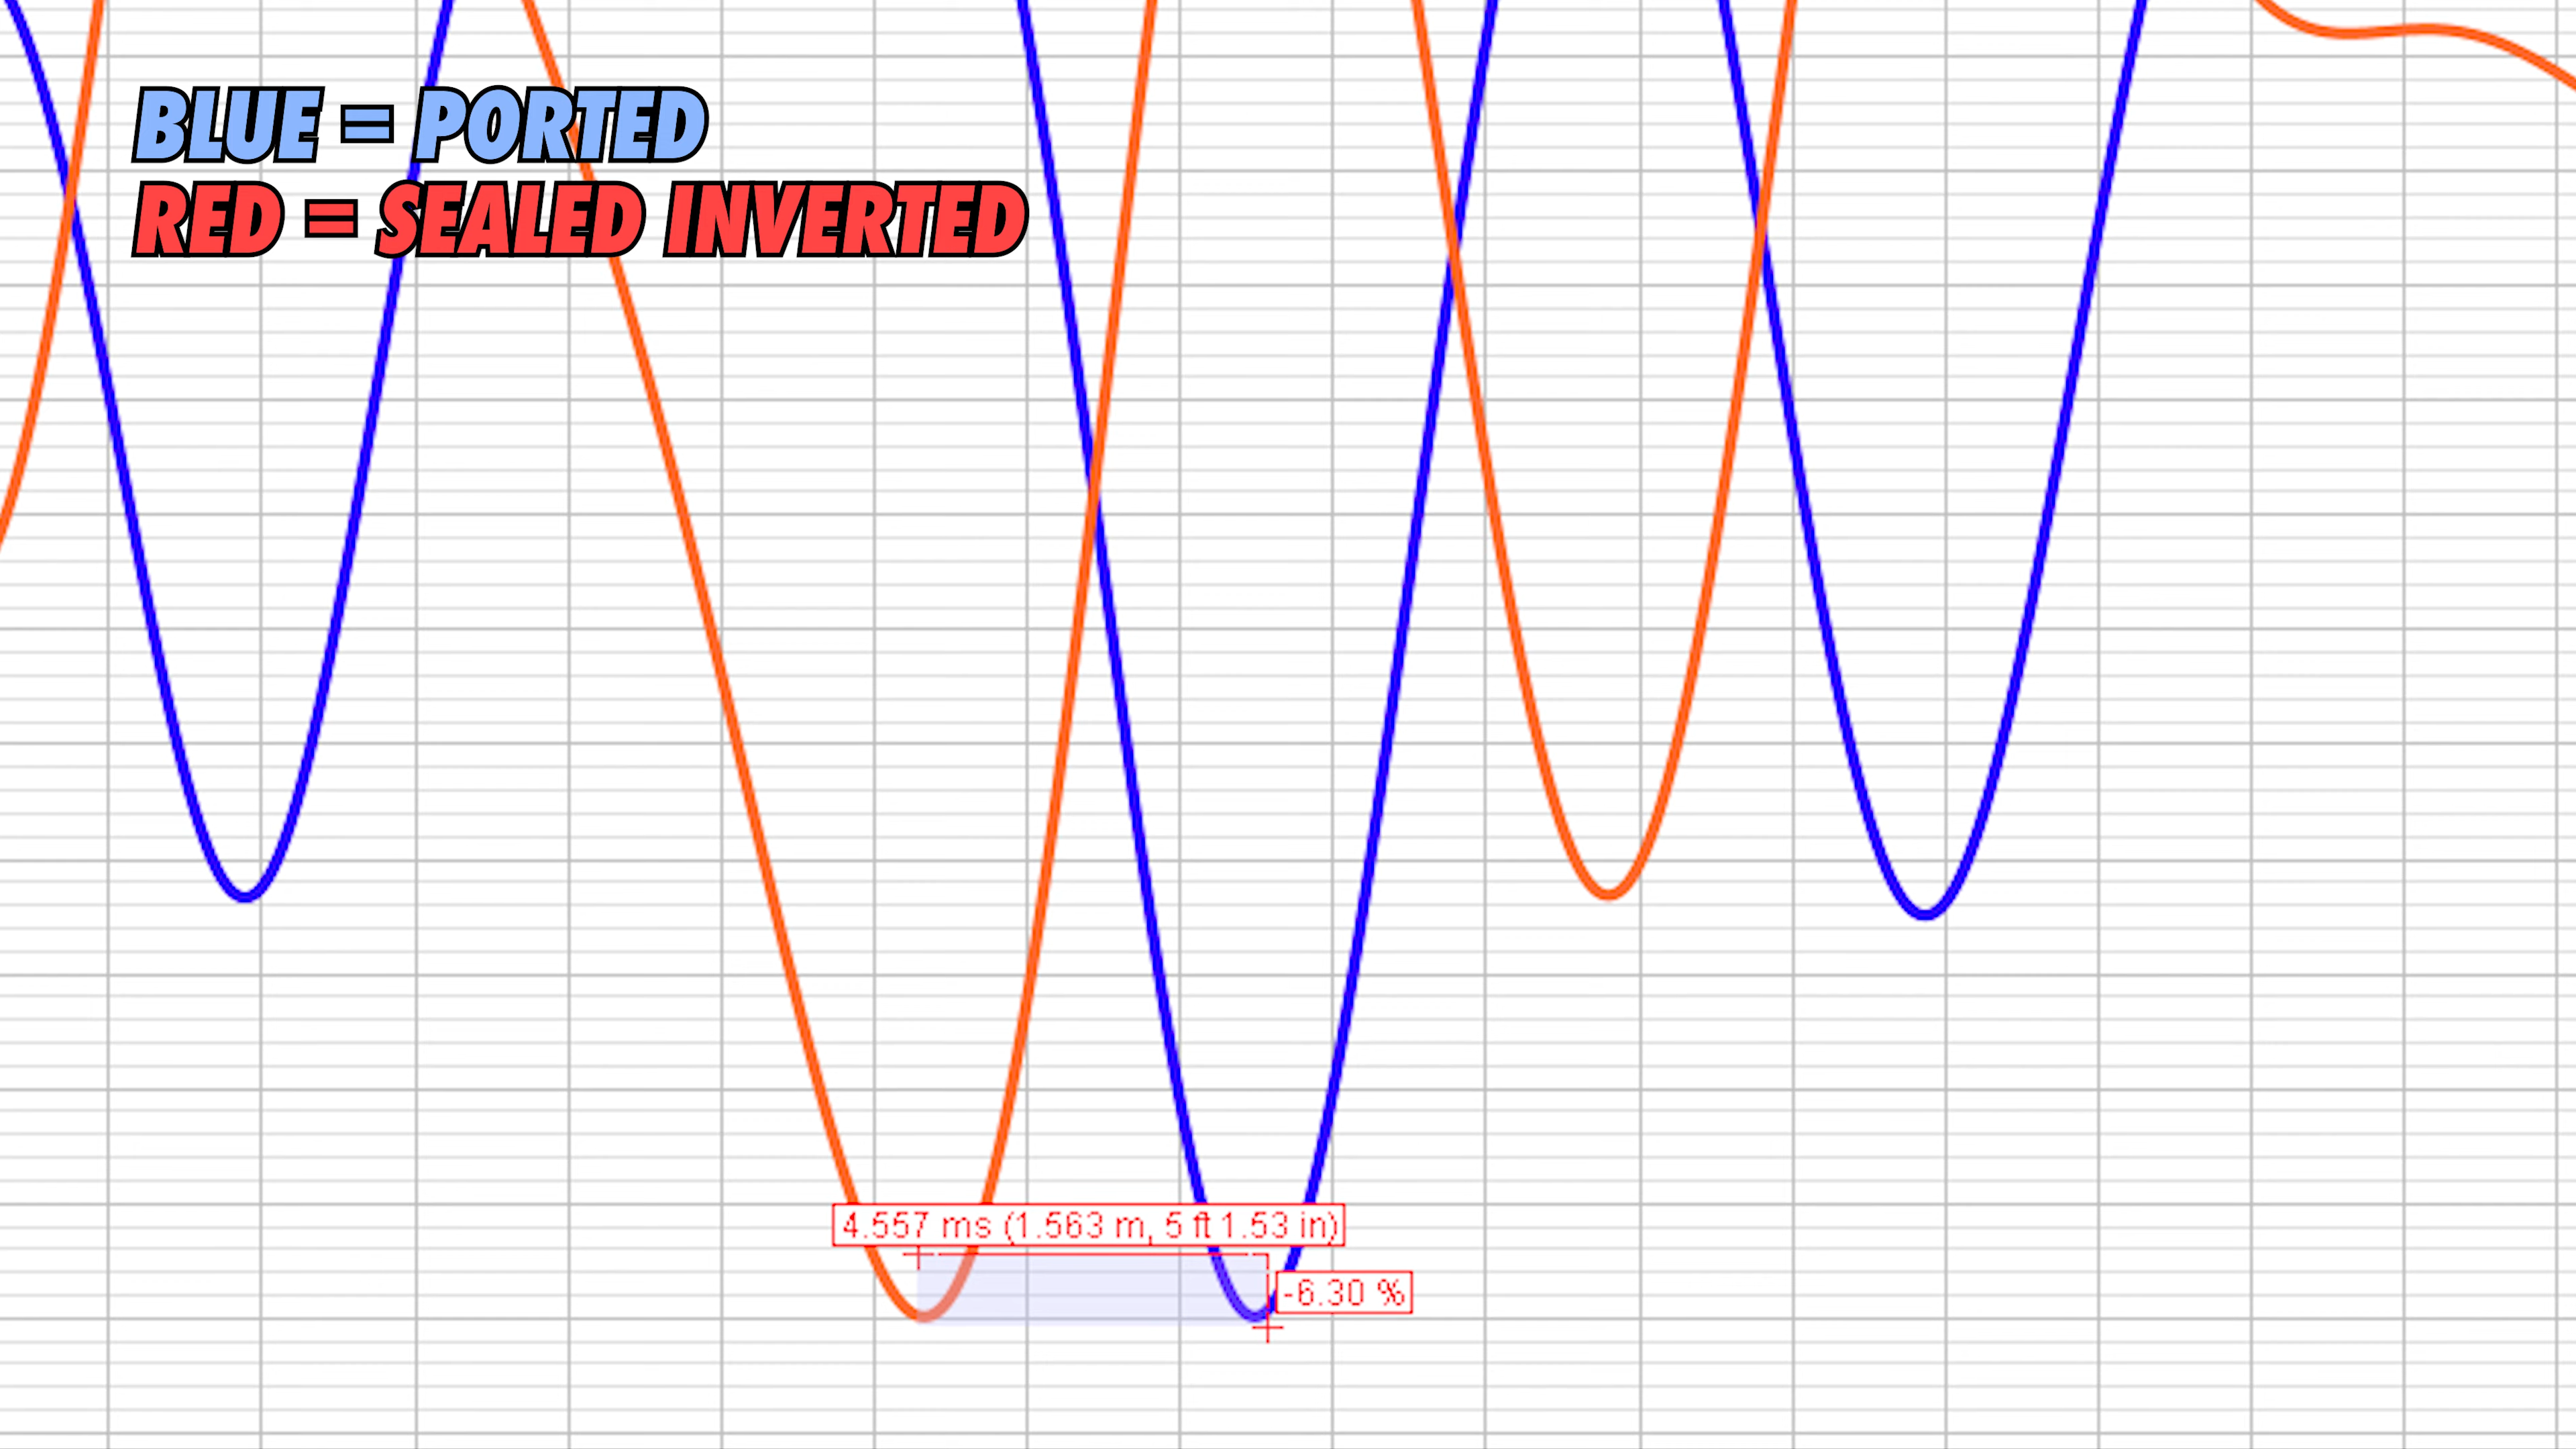 BLUE = PORTED
RED = SEALED INVERTED
4.557 ms (1.563 m, 5 ft 1.53 in)
-6.30 %